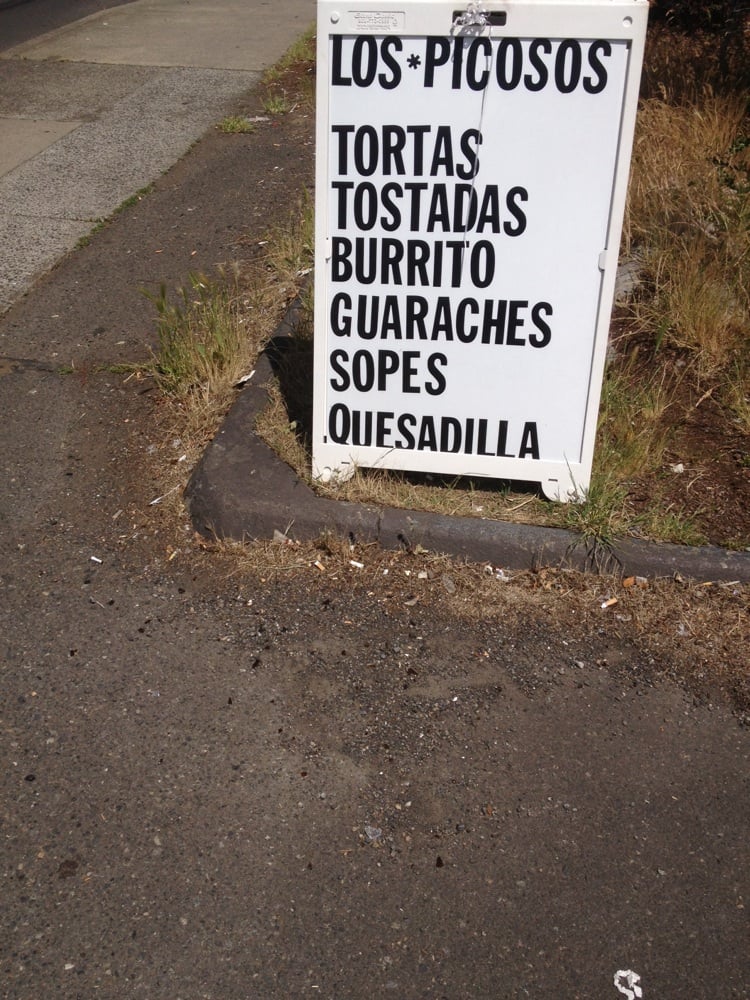 LOS*PICOSOS
TORTAS
TOSTADAS
BURRITO
GUARACHES
SOPES
QUESADILLA